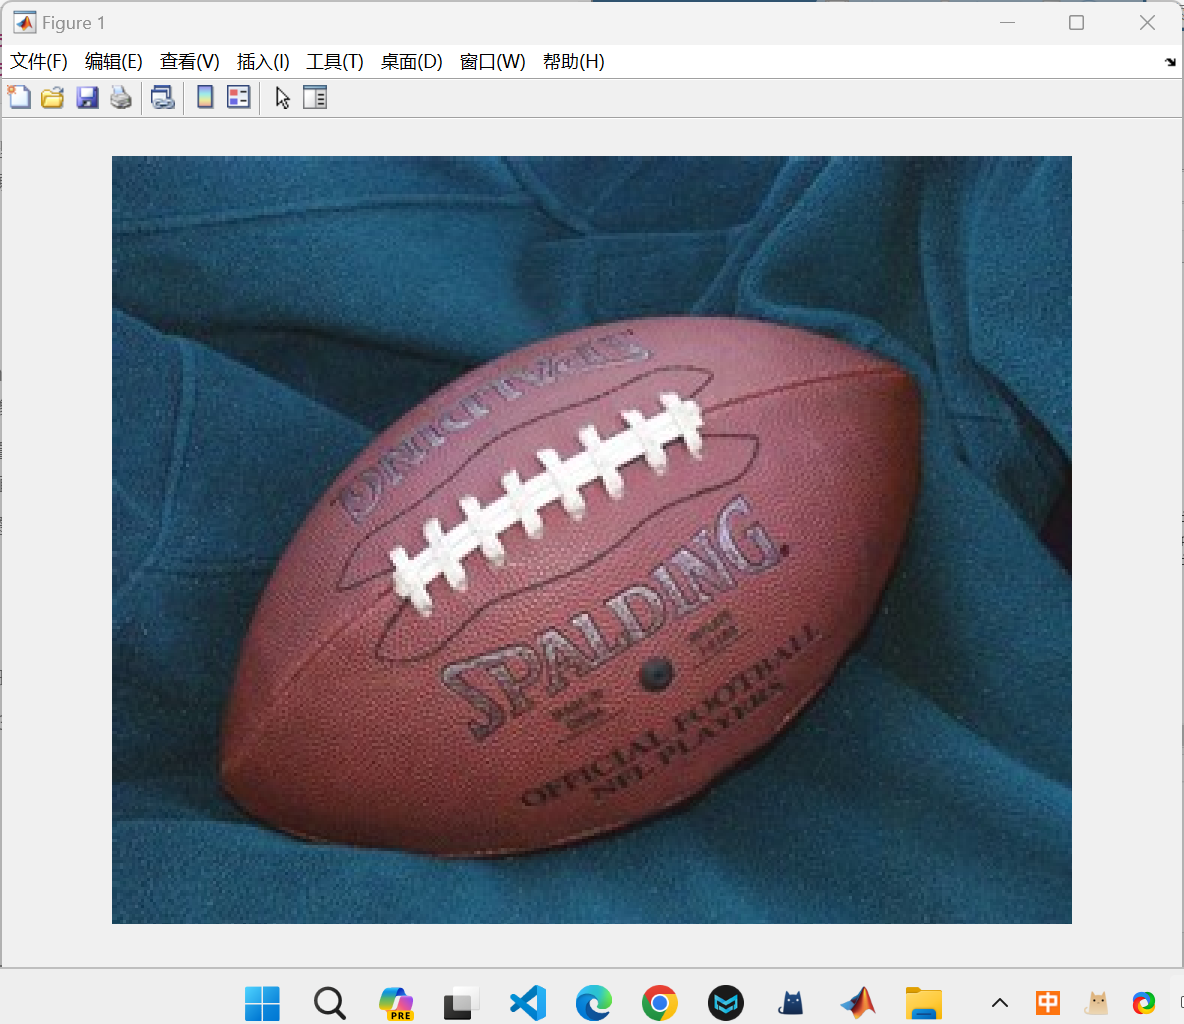 Figure 1
文件(F) 编辑(E) 查看(V) 插入(I) 工具(T) 桌面(D) 窗口(W) 帮助(H)
SPALDING
SPALDING
OFFICIAL FOOTBALL
NFL PLAYERS
PRE
中